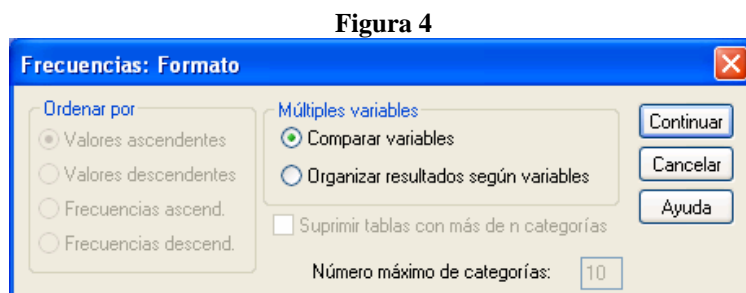 Figura 4
Frecuencias: Formato
Ordenar por
Valores ascendentes
Valores descendentes
Frecuencias ascend.
Frecuencias descend.
Múltiples variables
Comparar variables
Organizar resultados según variables
Suprimir tablas con más de n categorías
Número máximo de categorías: 10
Continuar
Cancelar
Ayuda